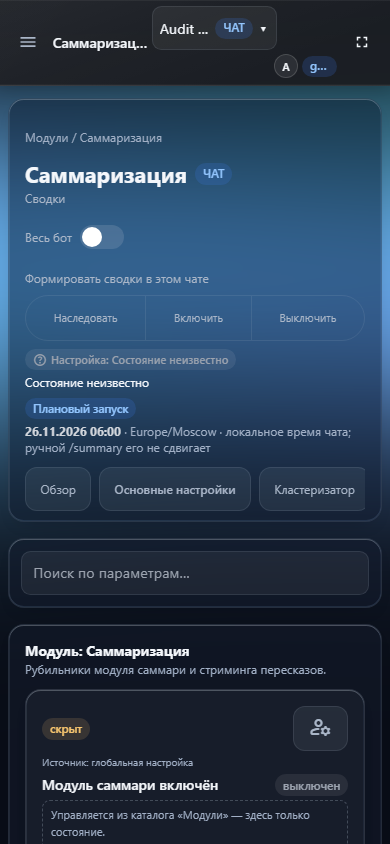 Саммаризац...
Audit ... ЧАТ
A g...
Модули / Саммаризация
Саммаризация ЧАТ
Сводки
Весь бот
Формировать сводки в этом чате
Наследовать Включить Выключить
Настройка: Состояние неизвестно
Состояние неизвестно
Плановый запуск
26.11.2026 06:00 · Europe/Moscow · локальное время чата;
ручной /summary его не сдвигает
Обзор Основные настройки Кластеризатор
Поиск по параметрам...
Модуль: Саммаризация
Рубильники модуля саммари и стриминга пересказов.
скрыт
Источник: глобальная настройка
Модуль саммари включён выключен
Управляется из каталога «Модули» — здесь только
состояние.